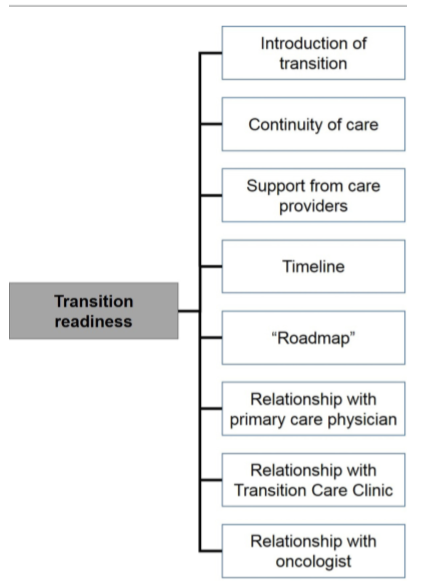 Introduction of
transition
Continuity of care
Support from care
providers
Timeline
Transition
readiness
“Roadmap”
Relationship with
primary care physician
Relationship with
Transition Care Clinic
Relationship with
oncologist